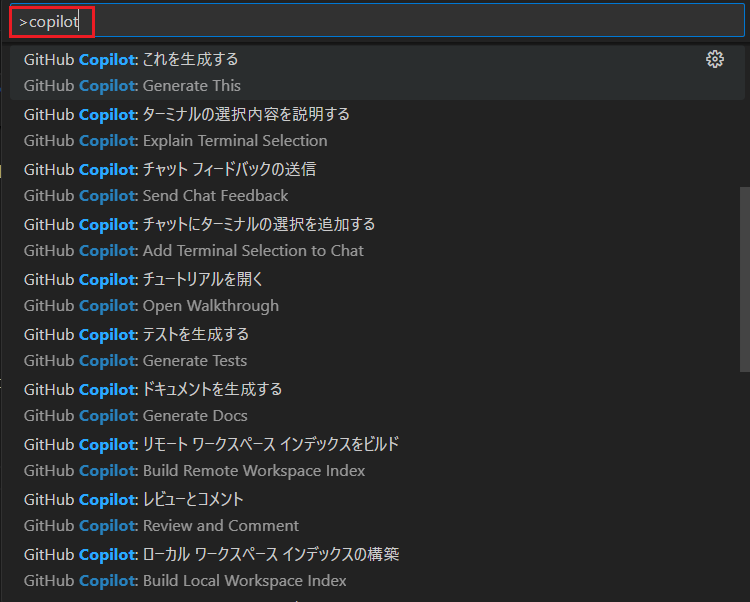 >copilot
GitHub Copilot: これを生成する
GitHub Copilot: Generate This
GitHub Copilot: ターミナルの選択内容を説明する
GitHub Copilot: Explain Terminal Selection
GitHub Copilot: チャット フィードバックの送信
GitHub Copilot: Send Chat Feedback
GitHub Copilot: チャットにターミナルの選択を追加する
GitHub Copilot: Add Terminal Selection to Chat
GitHub Copilot: チュートリアルを開く
GitHub Copilot: Open Walkthrough
GitHub Copilot: テストを生成する
GitHub Copilot: Generate Tests
GitHub Copilot: ドキュメントを生成する
GitHub Copilot: Generate Docs
GitHub Copilot: リモート ワークスペース インデックスをビルド
GitHub Copilot: Build Remote Workspace Index
GitHub Copilot: レビューとコメント
GitHub Copilot: Review and Comment
GitHub Copilot: ローカル ワークスペース インデックスの構築
GitHub Copilot: Build Local Workspace Index